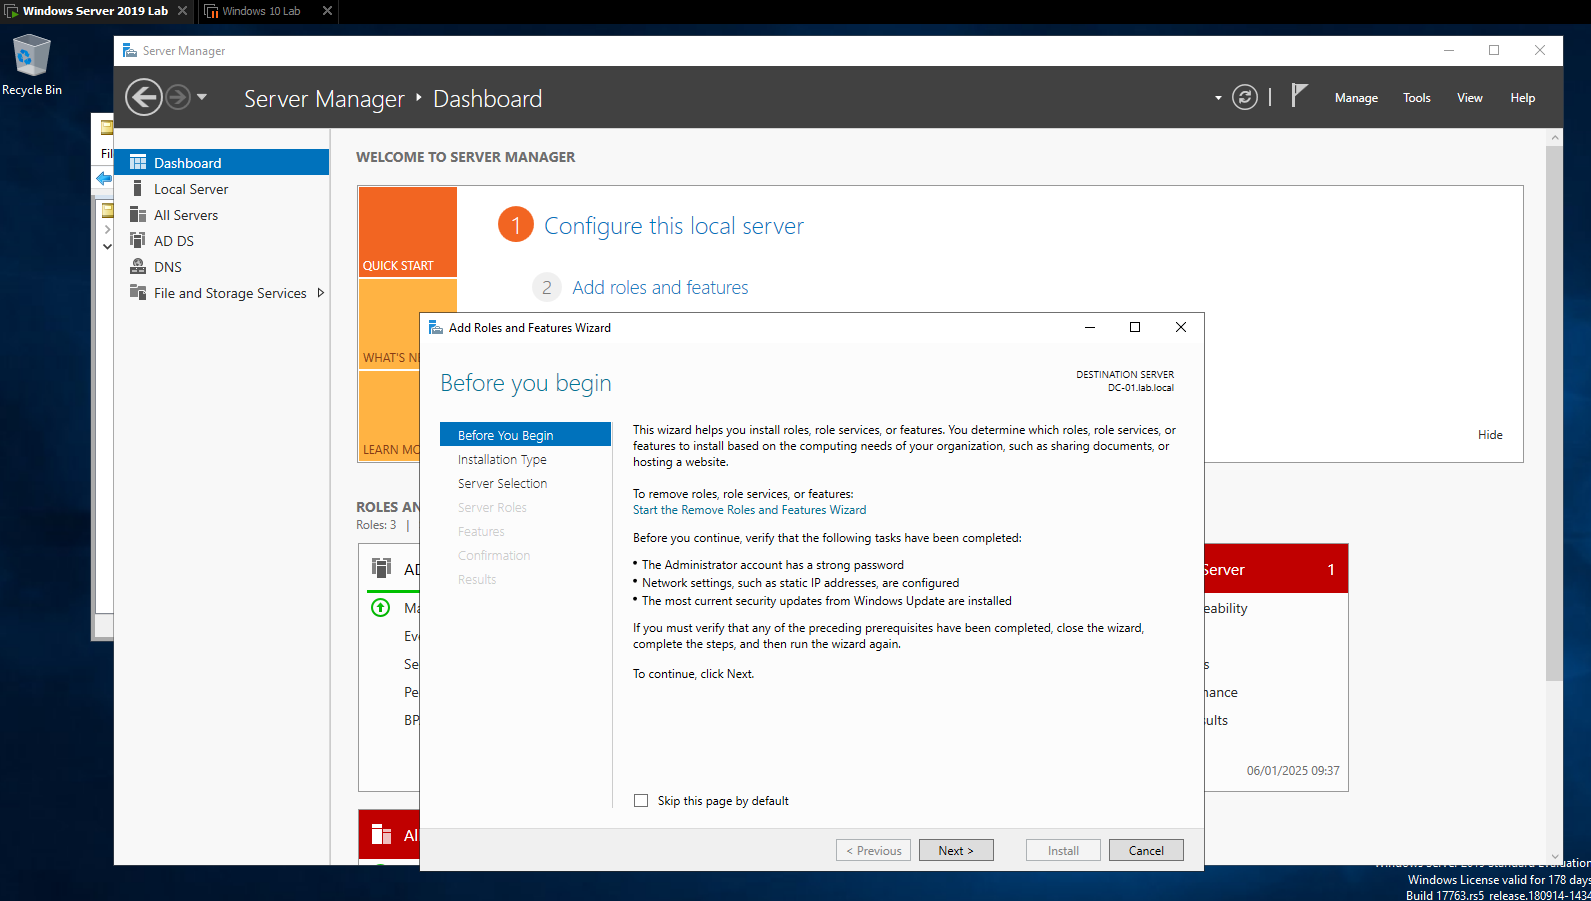 Windows Server 2019 Lab
Windows 10 Lab
Recycle Bin
Server Manager
Server Manager Dashboard
Manage
Tools
View
Help
Fil
Dashboard
Local Server
All Servers
AD DS
DNS
File and Storage Services
WELCOME TO SERVER MANAGER
QUICK START
1 Configure this local server
2 Add roles and features
WHAT'S N
LEARN MO
Hide
ROLES AN
Roles: 3 |
AD
Ma
Eve
Se
Pe
BP
All
Server 1
eability
s
nance
sults
06/01/2025 09:37
Add Roles and Features Wizard
Before you begin
DESTINATION SERVER
DC-01.lab.local
Before You Begin
Installation Type
Server Selection
Server Roles
Features
Confirmation
Results
This wizard helps you install roles, role services, or features. You determine which roles, role services, or
features to install based on the computing needs of your organization, such as sharing documents, or
hosting a website.
To remove roles, role services, or features:
Start the Remove Roles and Features Wizard
Before you continue, verify that the following tasks have been completed:
• The Administrator account has a strong password
• Network settings, such as static IP addresses, are configured
• The most current security updates from Windows Update are installed
If you must verify that any of the preceding prerequisites have been completed, close the wizard,
complete the steps, and then run the wizard again.
To continue, click Next.
Skip this page by default
< Previous
Next >
Install
Cancel
Windows Server 2019 Standard Evaluation
Windows License valid for 178 days
Build 17763.rs5_release.180914-1434